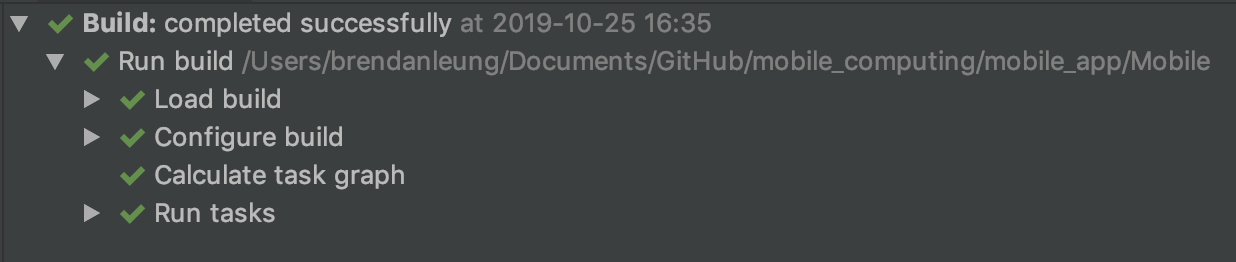 Build: completed successfully at 2019-10-25 16:35
Run build /Users/brendanleung/Documents/GitHub/mobile_computing/mobile_app/Mobile
Load build
Configure build
Calculate task graph
Run tasks